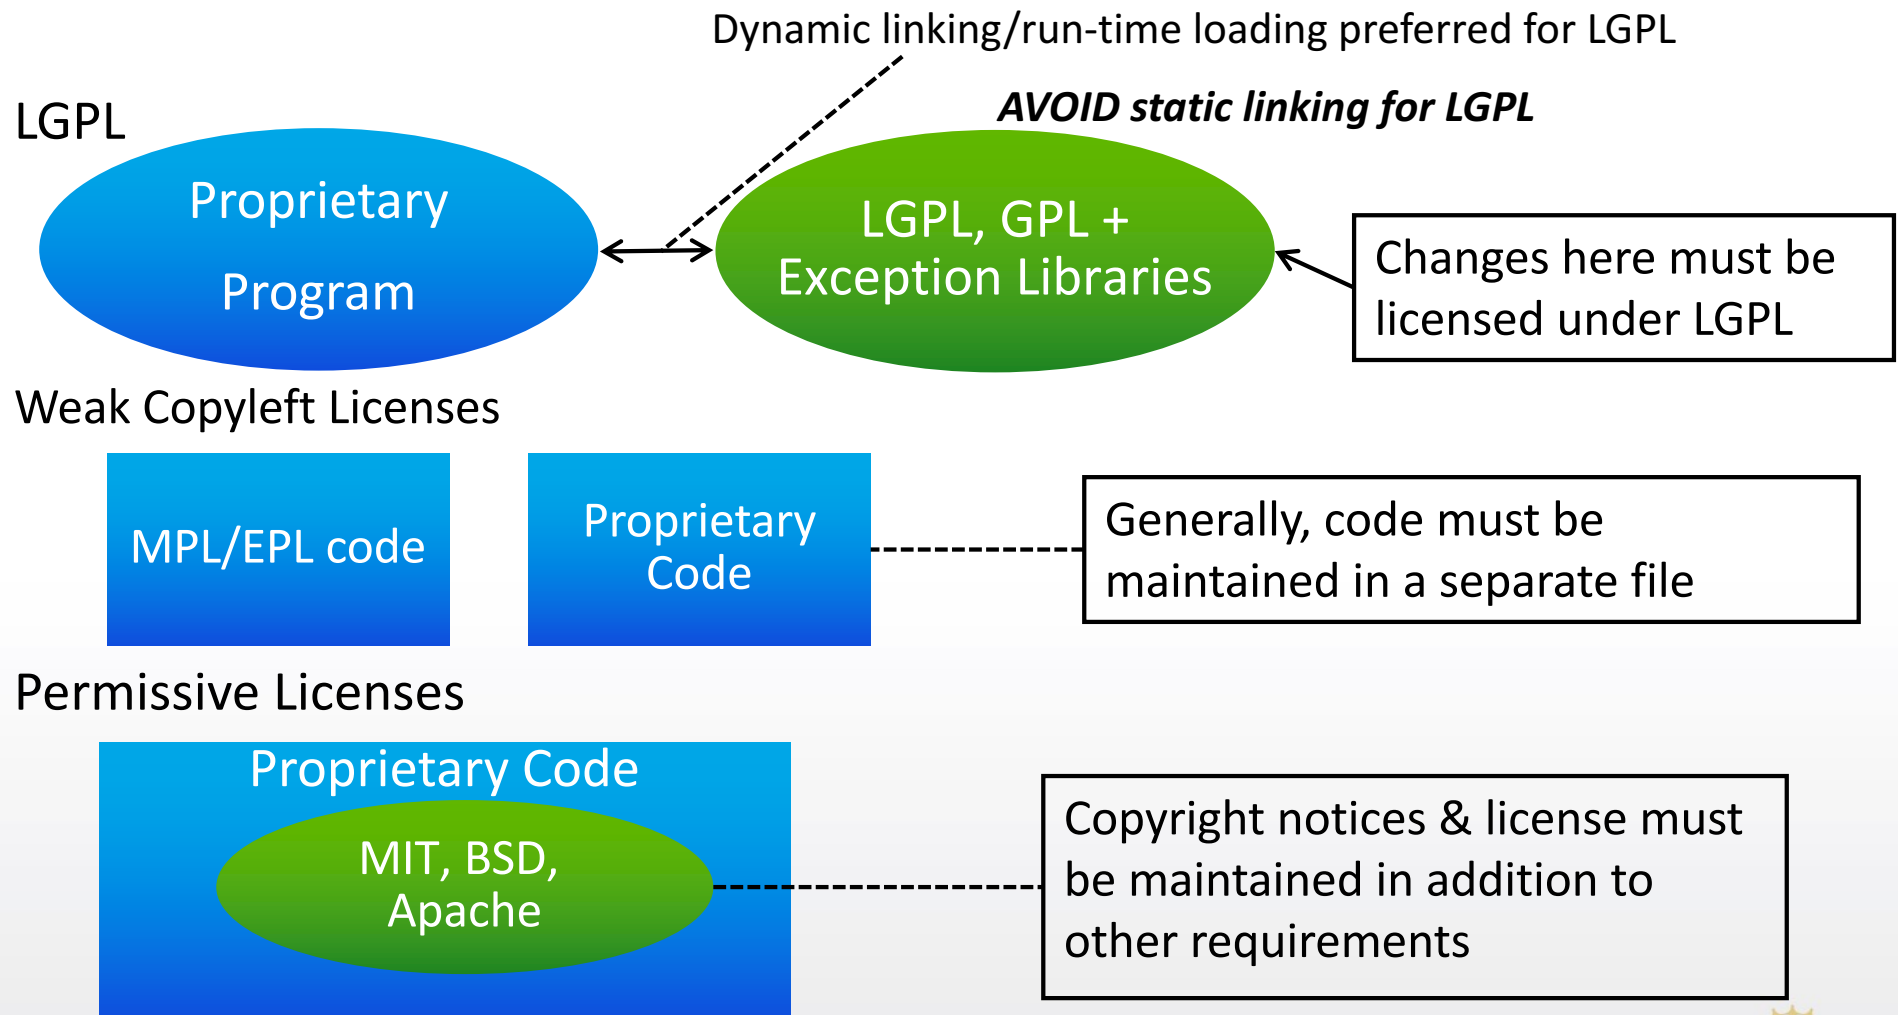 Dynamic linking/run-time loading preferred for LGPL
AVOID static linking for LGPL
LGPL
Proprietary
Program
LGPL, GPL +
Exception Libraries
Changes here must be
licensed under LGPL
Weak Copyleft Licenses
MPL/EPL code
Proprietary
Code
Generally, code must be
maintained in a separate file
Permissive Licenses
Proprietary Code
MIT, BSD,
Apache
Copyright notices & license must
be maintained in addition to
other requirements